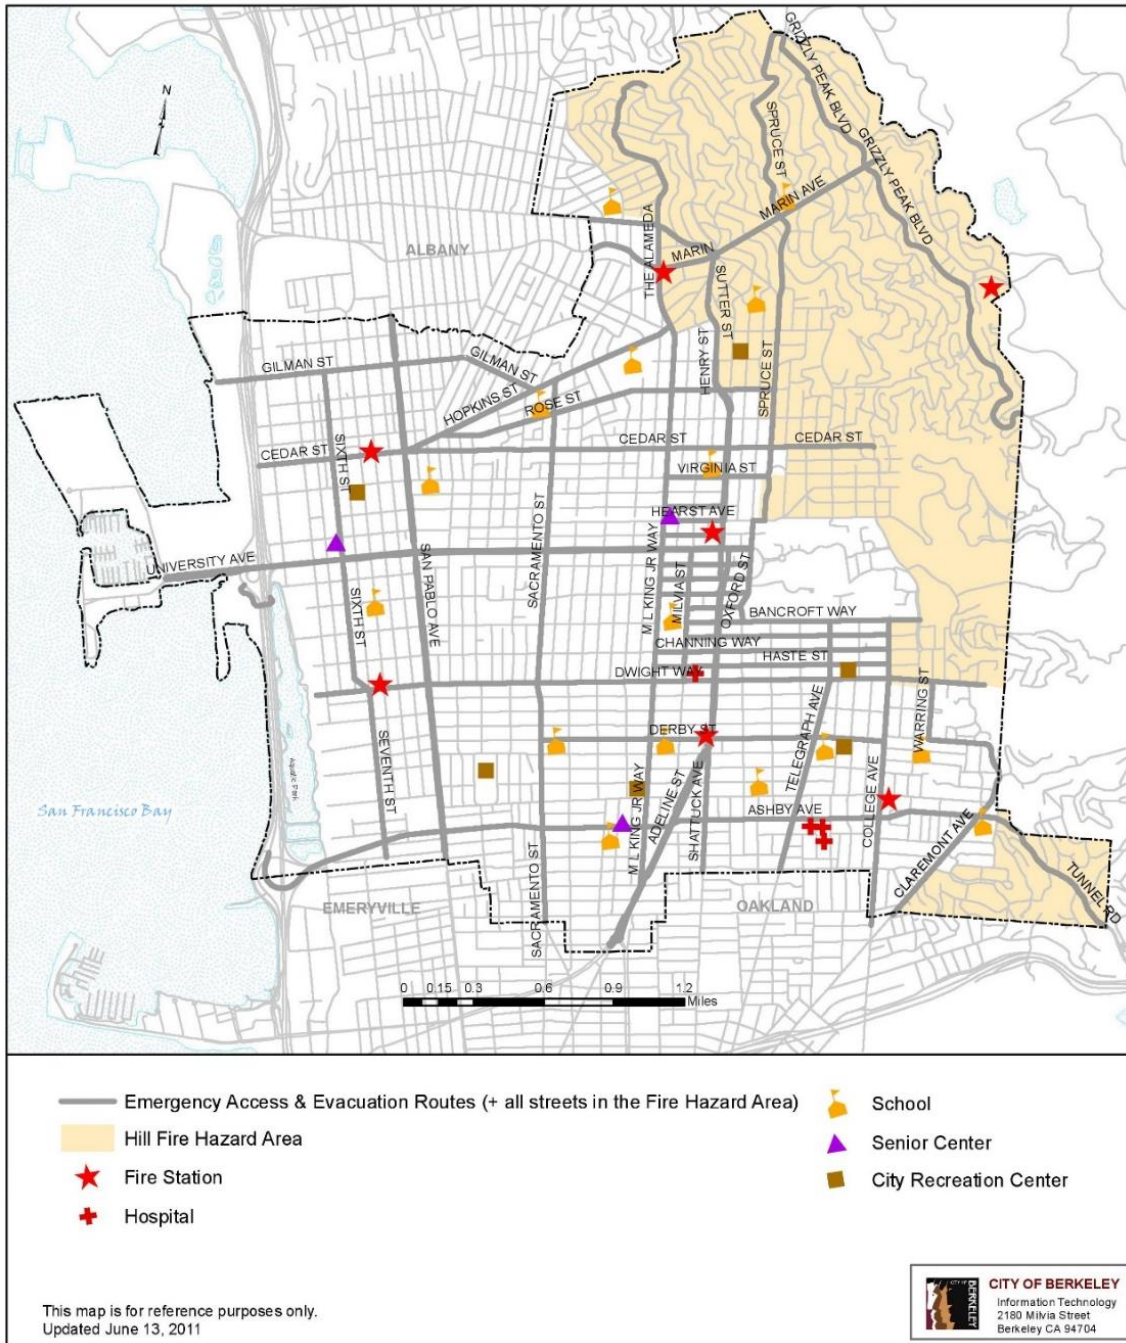 N
GRIZZLY PEAK BLVD
SPRUCE ST
GRIZZLY PEAK BLVD
MARIN AVE
ALBANY
THE ALAMEDA
MARIN
SUTTER ST
GILMAN ST
GILMAN ST
HENRY ST
SPRUCE ST
HOPKINS ST
ROSE ST
CEDAR ST
SIXTH ST
CEDAR ST
CEDAR ST
VIRGINIA ST
HEARST AVE
SACRAMENTO ST
UNIVERSITY AVE
SAN PABLO AVE
M L KING JR WAY
MILVIA ST
OXFORD ST
SIXTH ST
BANCROFT WAY
CHANNING WAY
HASTE ST
DWIGHT WAY
WARRING ST
DERBY ST
TELEGRAPH AVE
SEVENTH ST
Aquatic Park
San Francisco Bay
M L KING JR WAY
ADELINE ST
SHATTUCK AVE
ASHBY AVE
COLLEGE AVE
CLAREMONT AVE
TUNNEL RD
EMERYVILLE
SACRAMENTO ST
OAKLAND
0 0.15 0.3 0.6 0.9 1.2
Miles
Emergency Access & Evacuation Routes (+ all streets in the Fire Hazard Area)
Hill Fire Hazard Area
Fire Station
Hospital
School
Senior Center
City Recreation Center
This map is for reference purposes only.
Updated June 13, 2011
CITY OF
BERKELEY
CITY OF BERKELEY
Information Technology
2180 Milvia Street
Berkeley CA 94704